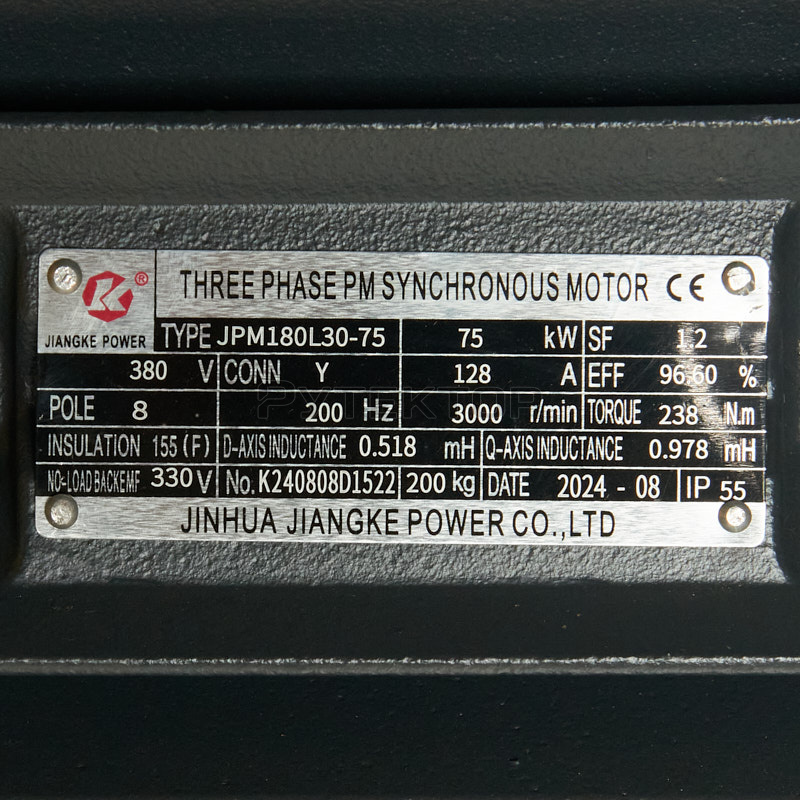 THREE PHASE PM SYNCHRONOUS MOTOR CE
JIANGKE POWER
TYPE JPM180L30-75 75 kW SF 1.2
380 V CONN Y 128 A EFF 96.60 %
POLE 8 200 Hz 3000 r/min TORQUE 238 N.m
INSULATION 155 (F) D-AXIS INDUCTANCE 0.518 mH Q-AXIS INDUCTANCE 0.978 mH
NO-LOAD BACK EMF 330 V No. K240808D1522 200 kg DATE 2024 - 08 IP 55
JINHUA JIANGKE POWER CO.,LTD